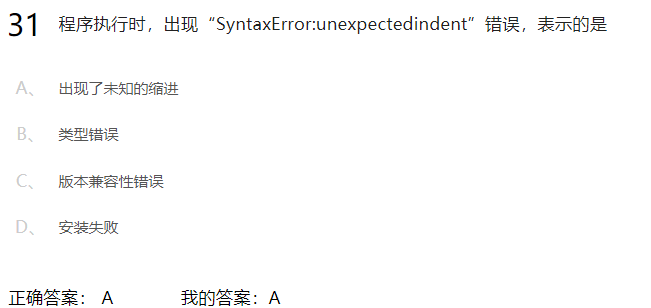 31 程序执行时，出现“SyntaxError:unexpectedindent”错误，表示的是
A、 出现了未知的缩进
B、 类型错误
C、 版本兼容性错误
D、 安装失败
正确答案： A 我的答案：A